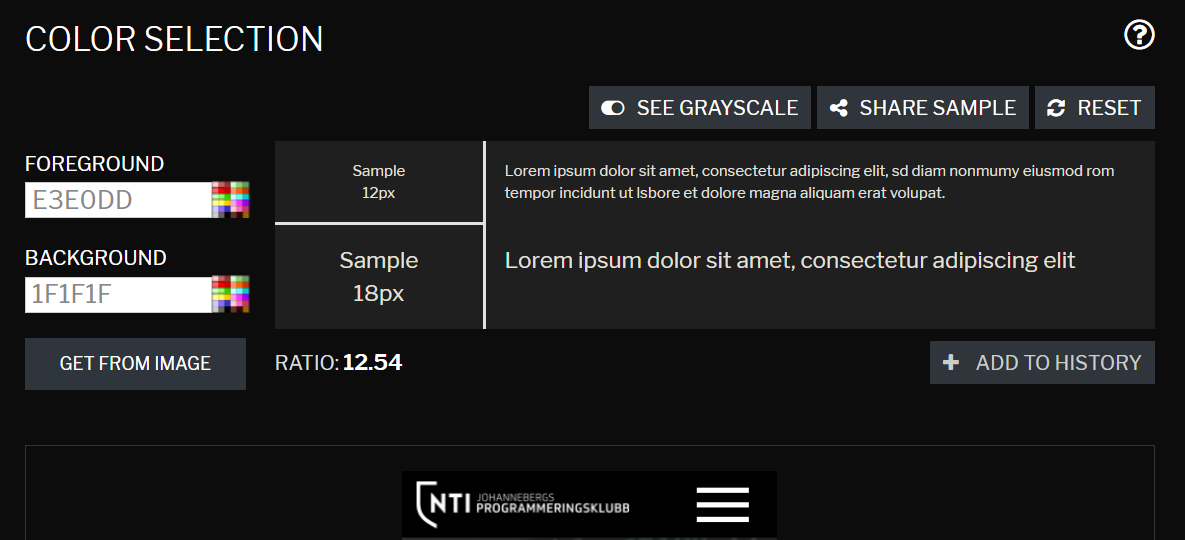 COLOR SELECTION
SEE GRAYSCALE
SHARE SAMPLE
RESET
FOREGROUND
E3E0DD
BACKGROUND
1F1F1F
GET FROM IMAGE
Sample
12px
Lorem ipsum dolor sit amet, consectetur adipiscing elit, sd diam nonmumy eiusmod rom
tempor incidunt ut lsbore et dolore magna aliquam erat volupat.
Sample
18px
Lorem ipsum dolor sit amet, consectetur adipiscing elit
RATIO: 12.54
ADD TO HISTORY
NTI
JOHANNEBERGS
PROGRAMMERINGSKLUBB